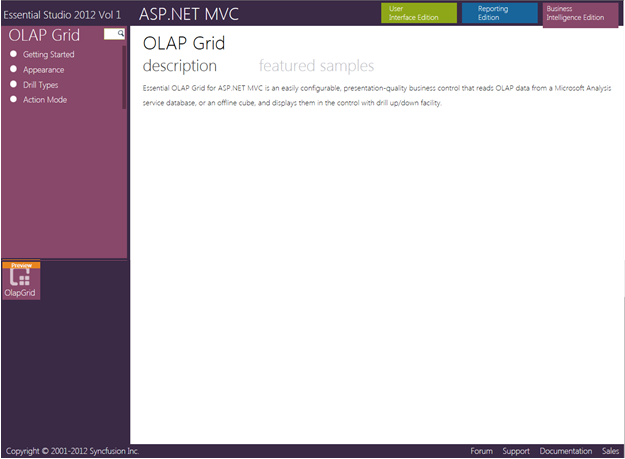 Essential Studio 2012 Vol 1
ASP.NET MVC
User
Interface Edition
Reporting
Edition
Business
Intelligence Edition
OLAP Grid
Getting Started
Appearance
Drill Types
Action Mode
OLAP Grid
description
featured samples
Essential OLAP Grid for ASP.NET MVC is an easily configurable, presentation-quality business control that reads OLAP data from a Microsoft Analysis
service database, or an offline cube, and displays them in the control with drill up/down facility.
Preview
OlapGrid
Copyright © 2001-2012 Syncfusion Inc.
Forum Support Documentation Sales